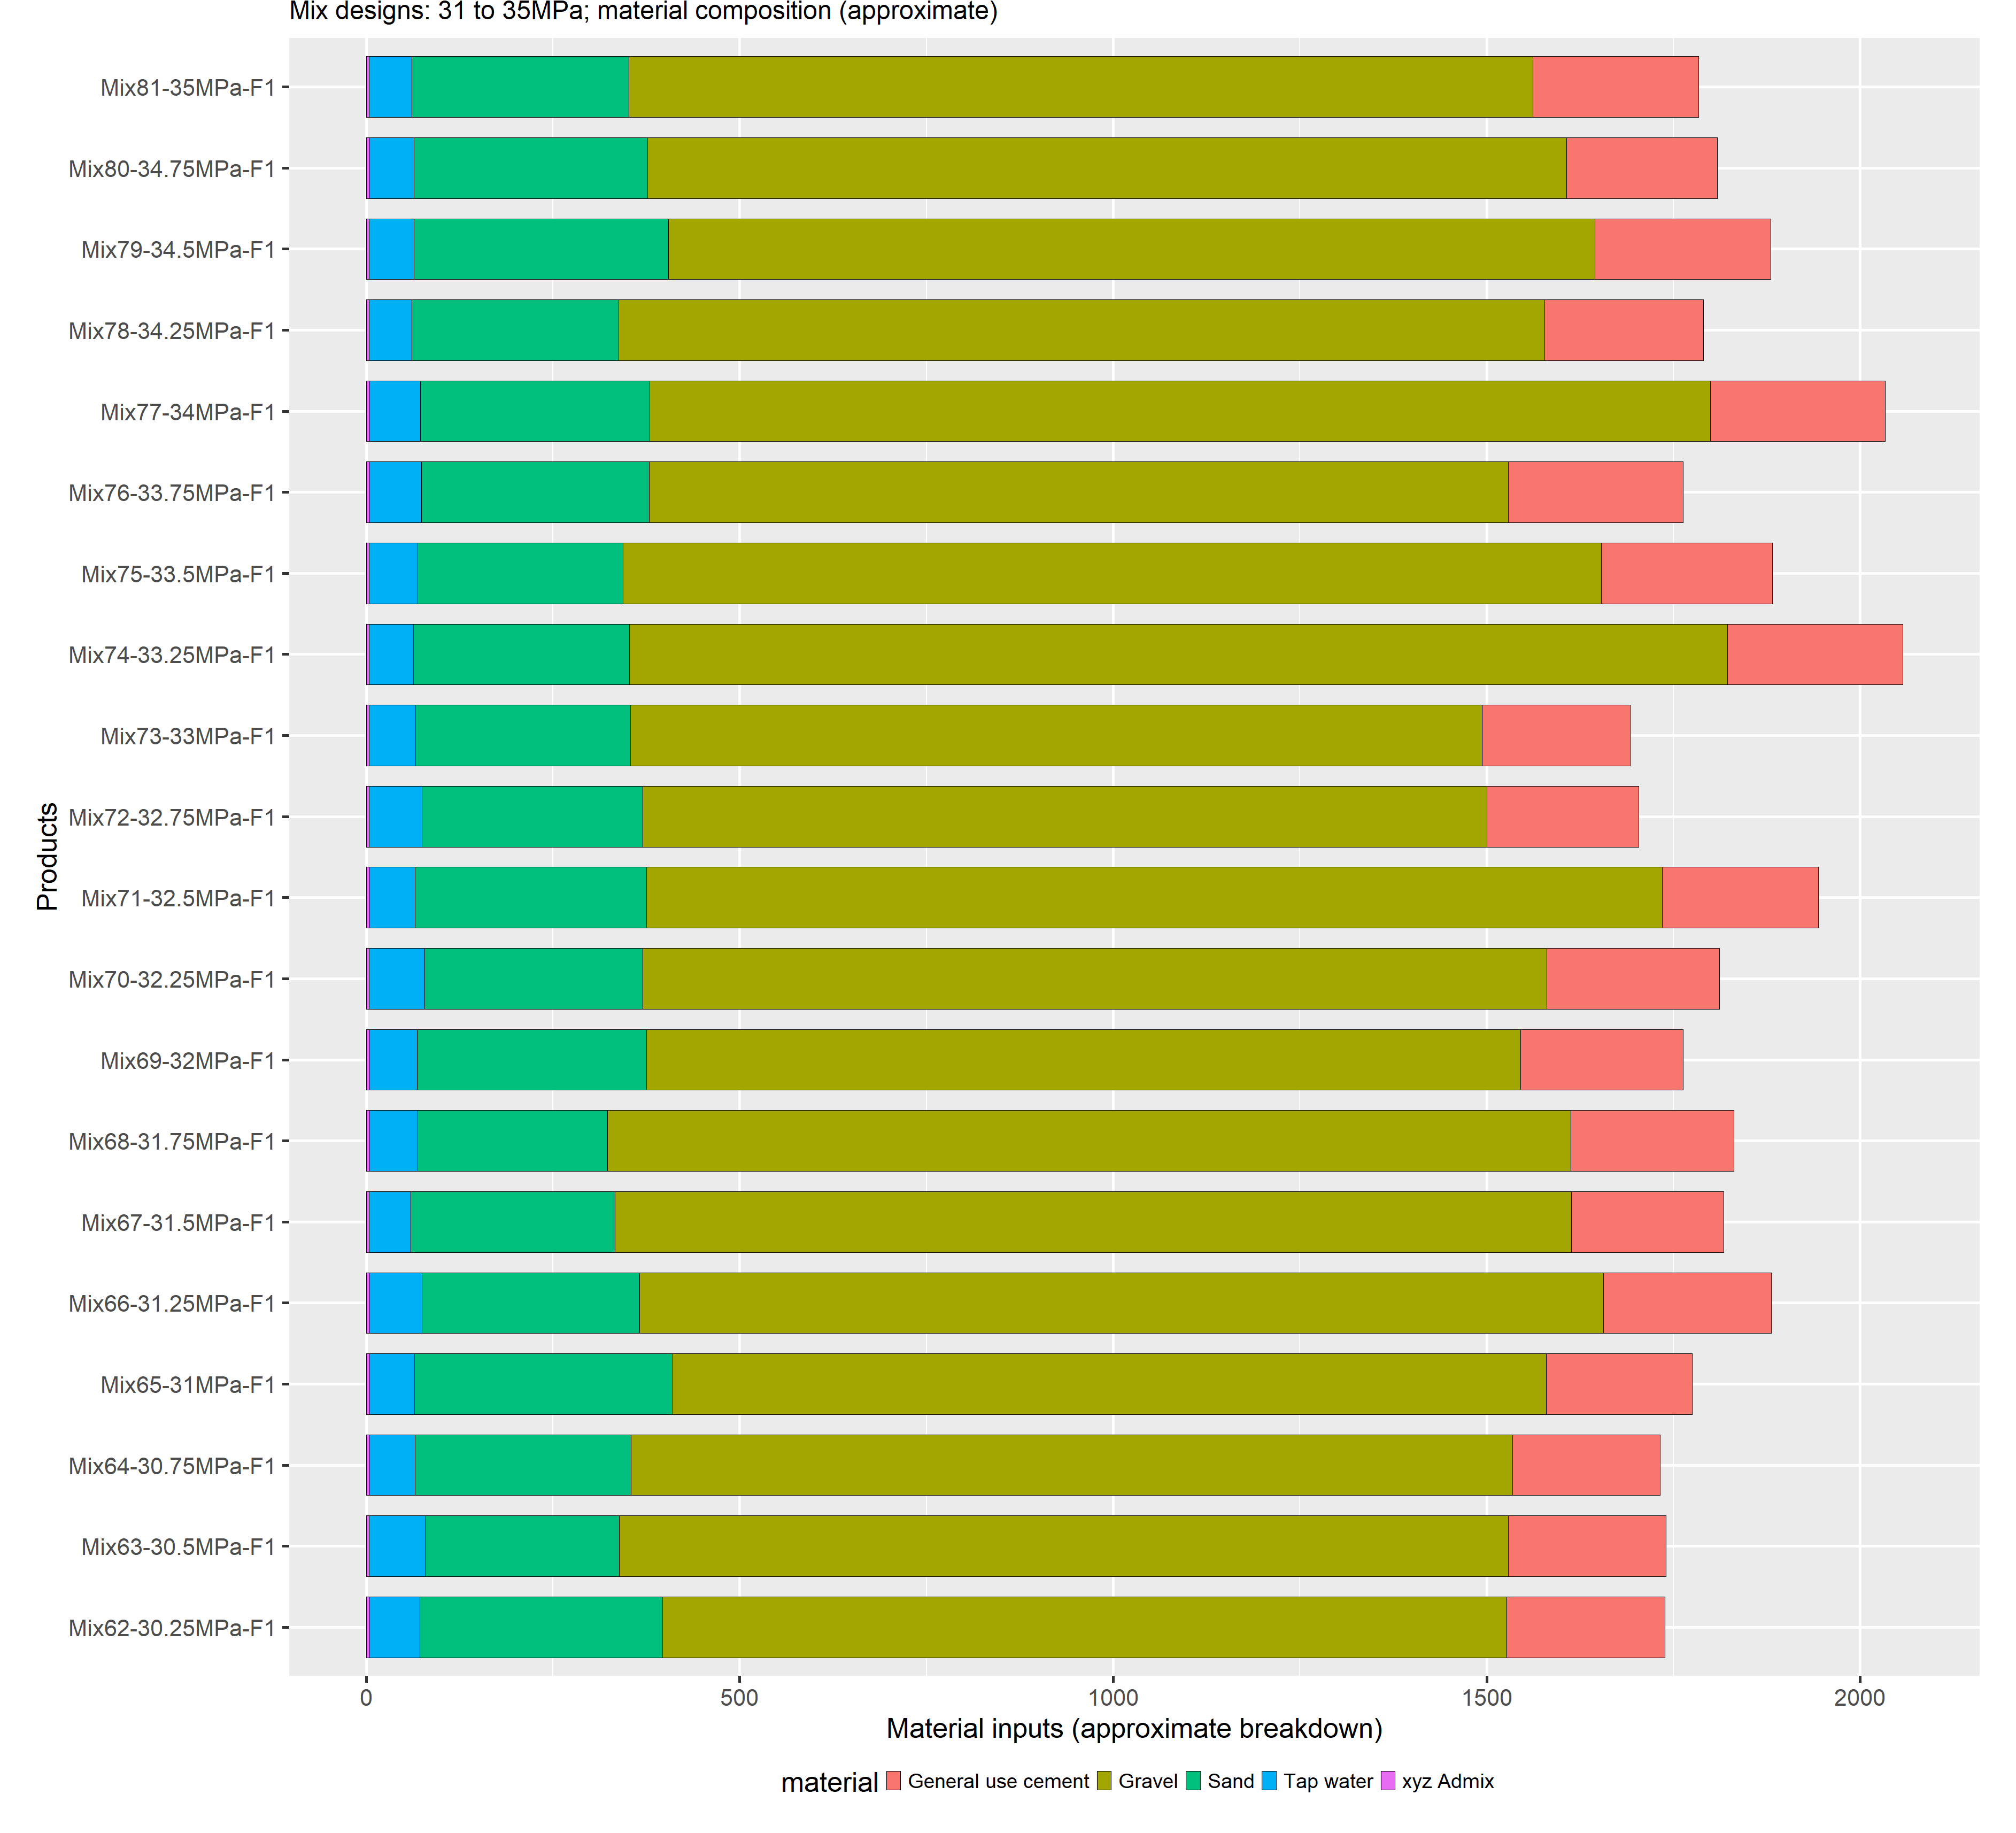 Mix designs: 31 to 35MPa; material composition (approximate)
Mix81-35MPa-F1
Mix80-34.75MPa-F1
Mix79-34.5MPa-F1
Mix78-34.25MPa-F1
Mix77-34MPa-F1
Mix76-33.75MPa-F1
Mix75-33.5MPa-F1
Mix74-33.25MPa-F1
Mix73-33MPa-F1
Mix72-32.75MPa-F1
Mix71-32.5MPa-F1
Mix70-32.25MPa-F1
Mix69-32MPa-F1
Mix68-31.75MPa-F1
Mix67-31.5MPa-F1
Mix66-31.25MPa-F1
Mix65-31MPa-F1
Mix64-30.75MPa-F1
Mix63-30.5MPa-F1
Mix62-30.25MPa-F1
Products
0 500 1000 1500 2000
Material inputs (approximate breakdown)
material General use cement Gravel Sand Tap water xyz Admix